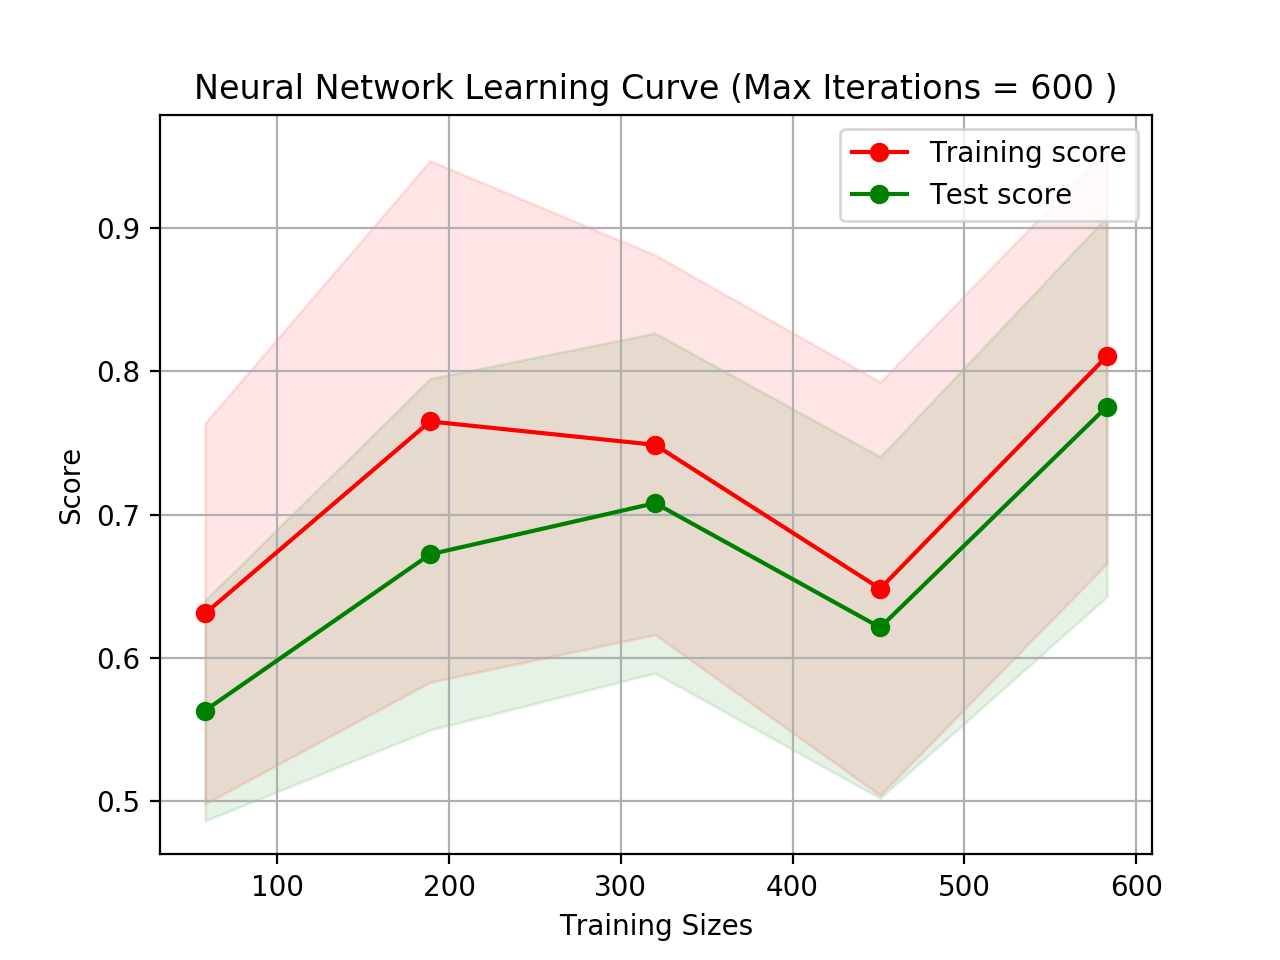 Neural Network Learning Curve (Max Iterations = 600 )
Training score
Test score
0.9
0.8
0.7
0.6
0.5
Score
100 200 300 400 500 600
Training Sizes